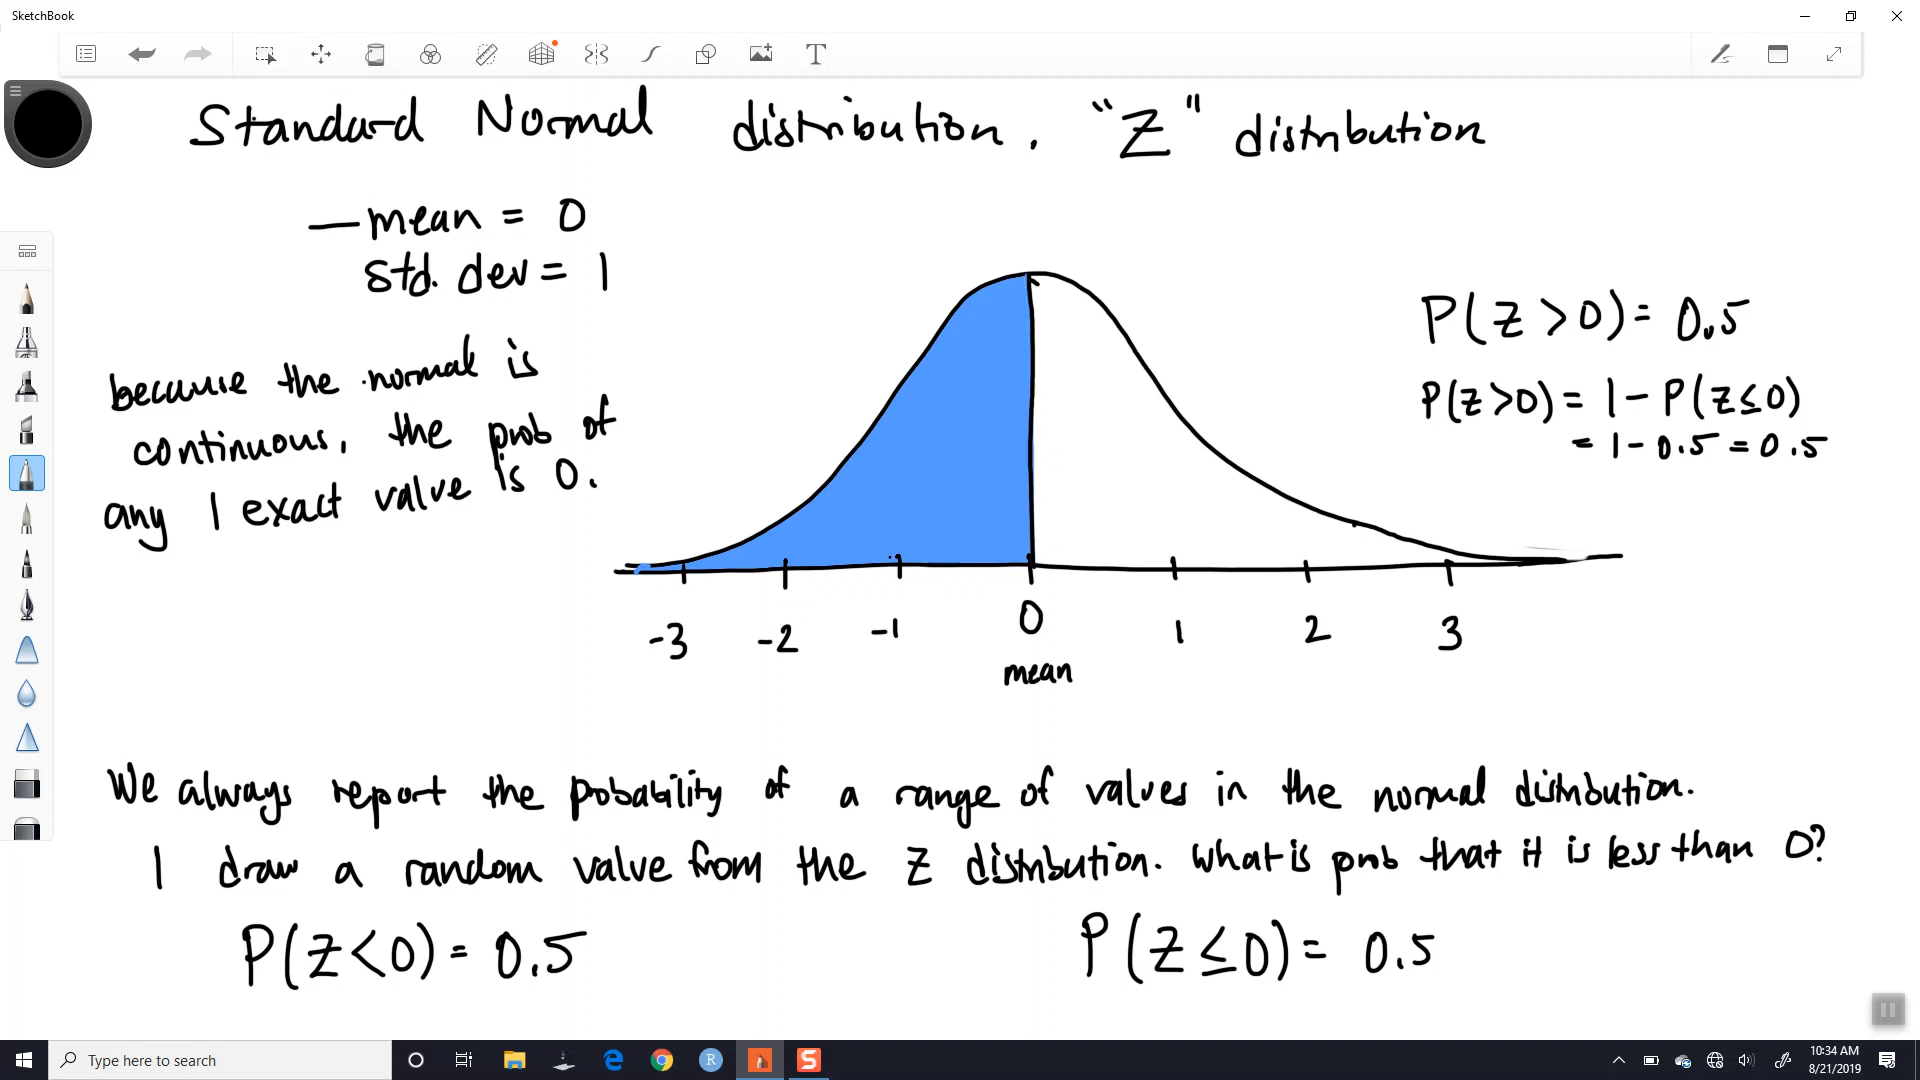 SketchBook
Standard Normal distribution. "Z" distribution
— mean = 0
std. dev = 1
because the normal is
continuous, the prob of
any 1 exact value is 0.
P(Z > 0) = 0.5
P(Z > 0) = 1 - P(Z ≤ 0)
= 1 - 0.5 = 0.5
-3 -2 -1 0 1 2 3
mean
We always report the probability of a range of values in the normal distribution.
I draw a random value from the Z distribution. What is prob that it is less than 0?
P(Z < 0) = 0.5
P(Z ≤ 0) = 0.5
Type here to search
R
S
10:34 AM
8/21/2019